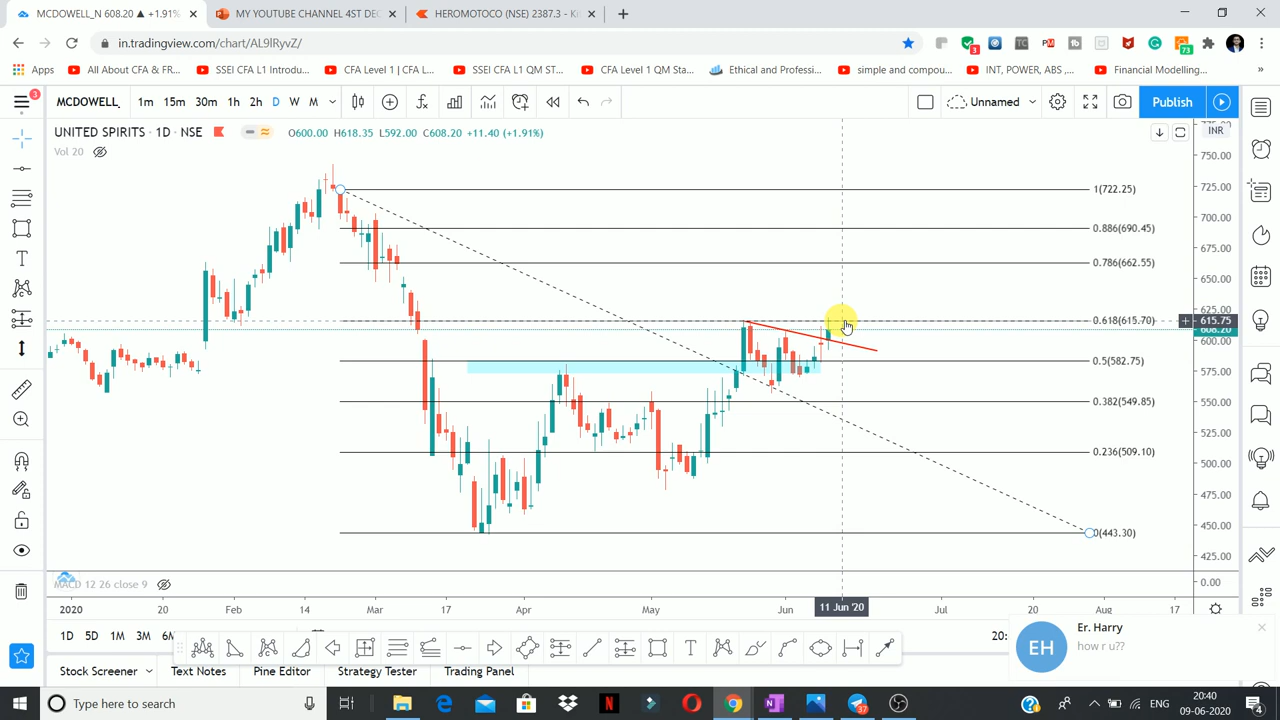 MCDOWELL_N 608.20 ▲ +1.91%
MY YOUTUBE CHANNEL 4ST DEC
HEROMOTOCO (NSE) 2387.3 - Ki
in.tradingview.com/chart/AL9lRyvZ/
Apps
All About CFA & FR...
SSEI CFA L1 Introdu...
CFA Level 1 CFA L...
SSEI CFA L1 QM ST...
CFA Level 1 QM Sta...
Ethical and Professi...
simple and compou...
INT, POWER, ABS ,...
Financial Modelling...
3
MCDOWELL_
1m 15m 30m 1h 2h D W M
Unnamed
Publish
UNITED SPIRITS · 1D · NSE
O600.00 H618.35 L592.00 C608.20 +11.40 (+1.91%)
Vol 20
INR
775.00
750.00
725.00
700.00
675.00
650.00
625.00
615.75
608.20
600.00
575.00
550.00
525.00
500.00
475.00
450.00
425.00
0.00
1(722.25)
0.886(690.45)
0.786(662.55)
0.618(615.70)
0.5(582.75)
0.382(549.85)
0.236(509.10)
0(443.30)
MACD 12 26 close 9
2020 20 Feb 14 Mar 17 Apr May Jun 11 Jun '20 Jul 20 Aug 17
1D 5D 1M 3M 6M
20:
EH
Er. Harry
how r u??
Stock Screener
Text Notes
Pine Editor
Strategy Tester
Trading Panel
Type here to search
37
ENG
20:40
09-06-2020